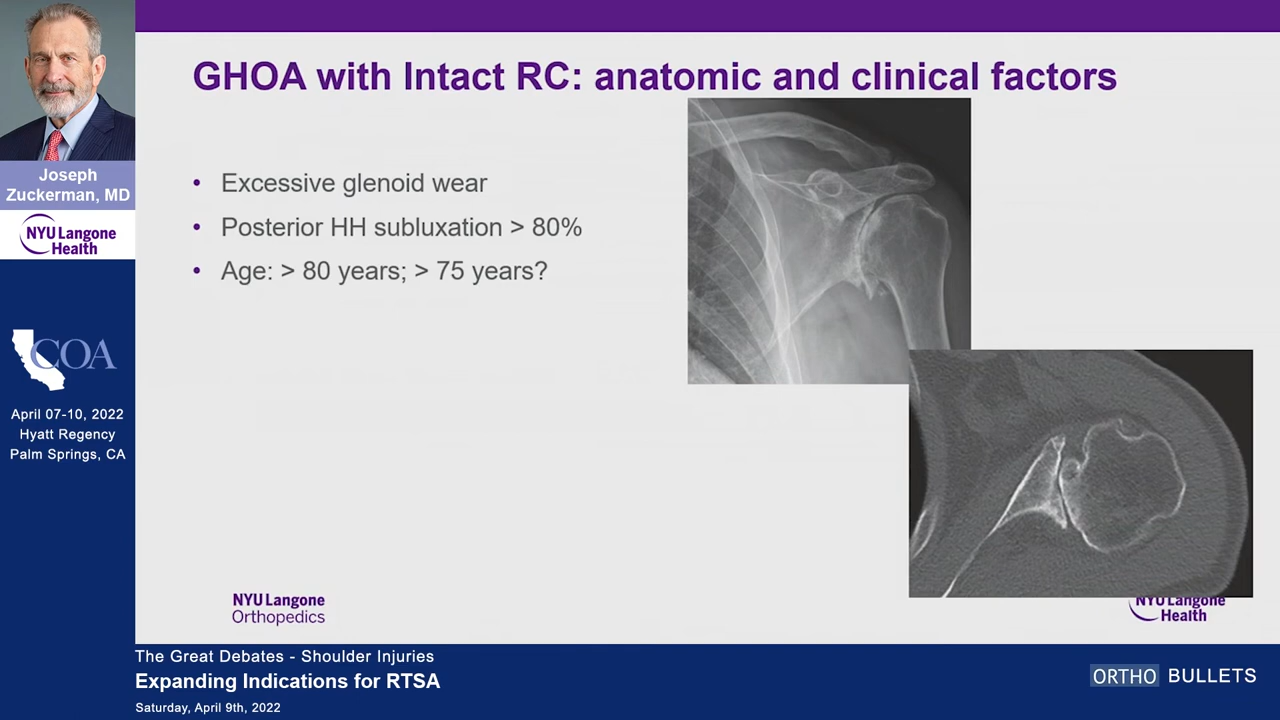 GHOA with Intact RC: anatomic and clinical factors
• Excessive glenoid wear
• Posterior HH subluxation > 80%
• Age: > 80 years; > 75 years?
Joseph
Zuckerman, MD
NYU Langone
Health
COA
April 07-10, 2022
Hyatt Regency
Palm Springs, CA
NYU Langone
Orthopedics
NYU Langone
Health
The Great Debates - Shoulder Injuries
Expanding Indications for RTSA
Saturday, April 9th, 2022
ORTHO BULLETS